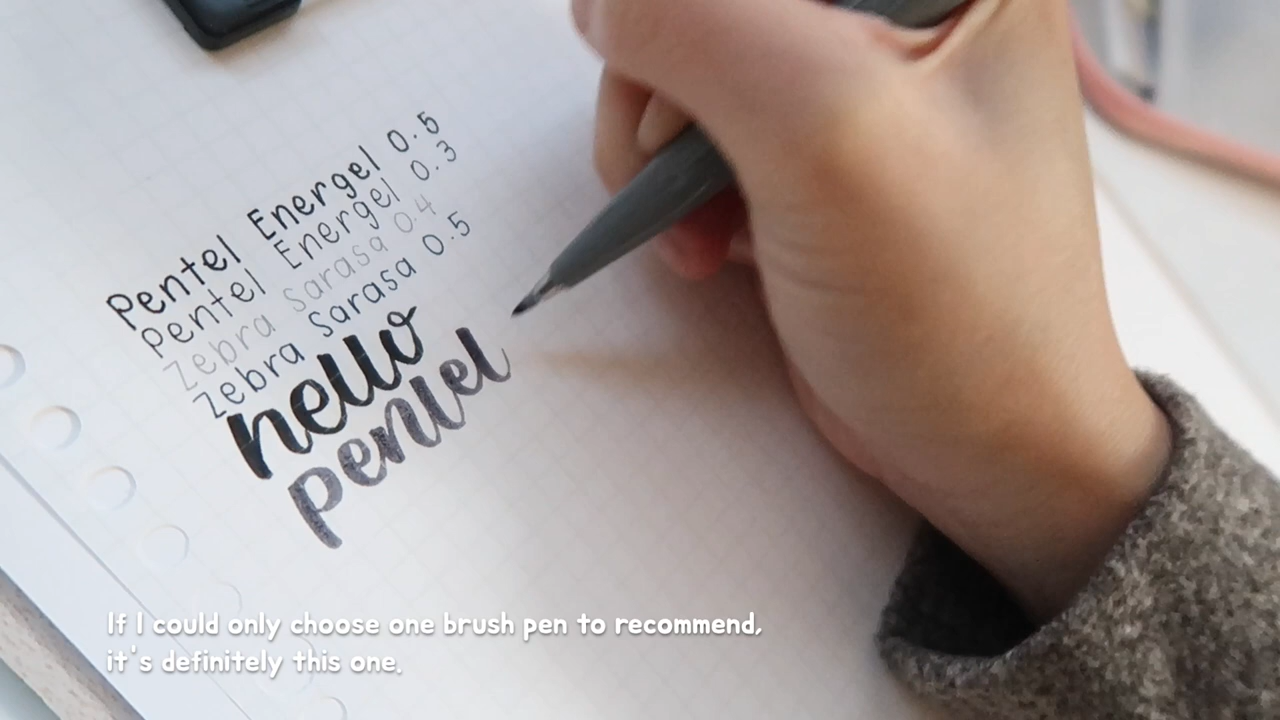 Pentel Energel 0.5
Pentel Energel 0.3
Zebra Sarasa 0.4
Zebra Sarasa 0.5
hello
pentel
If I could only choose one brush pen to recommend,
it's definitely this one.